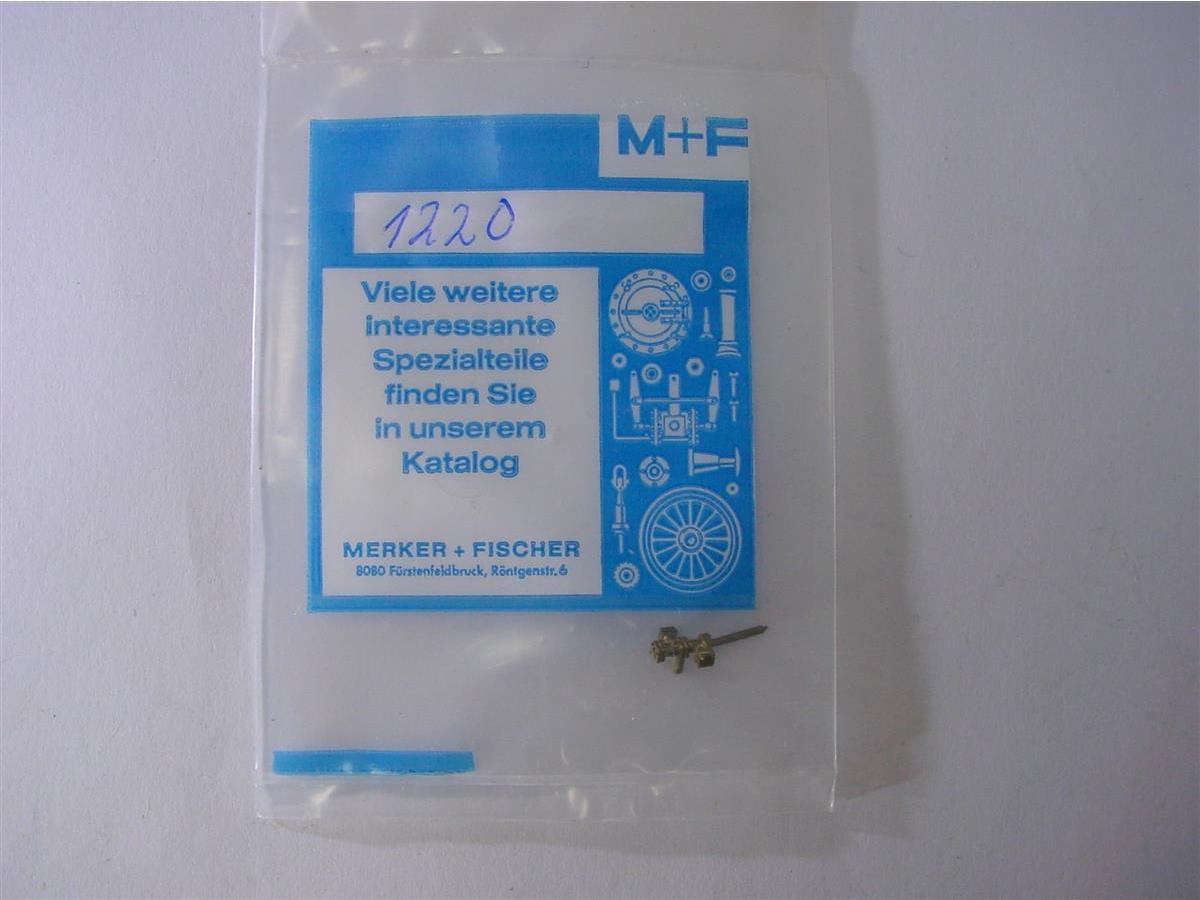 M+F
1220
Viele weitere
interessante
Spezialteile
finden Sie
in unserem
Katalog
MERKER + FISCHER
8080 Fürstenfeldbruck, Röntgenstr. 6